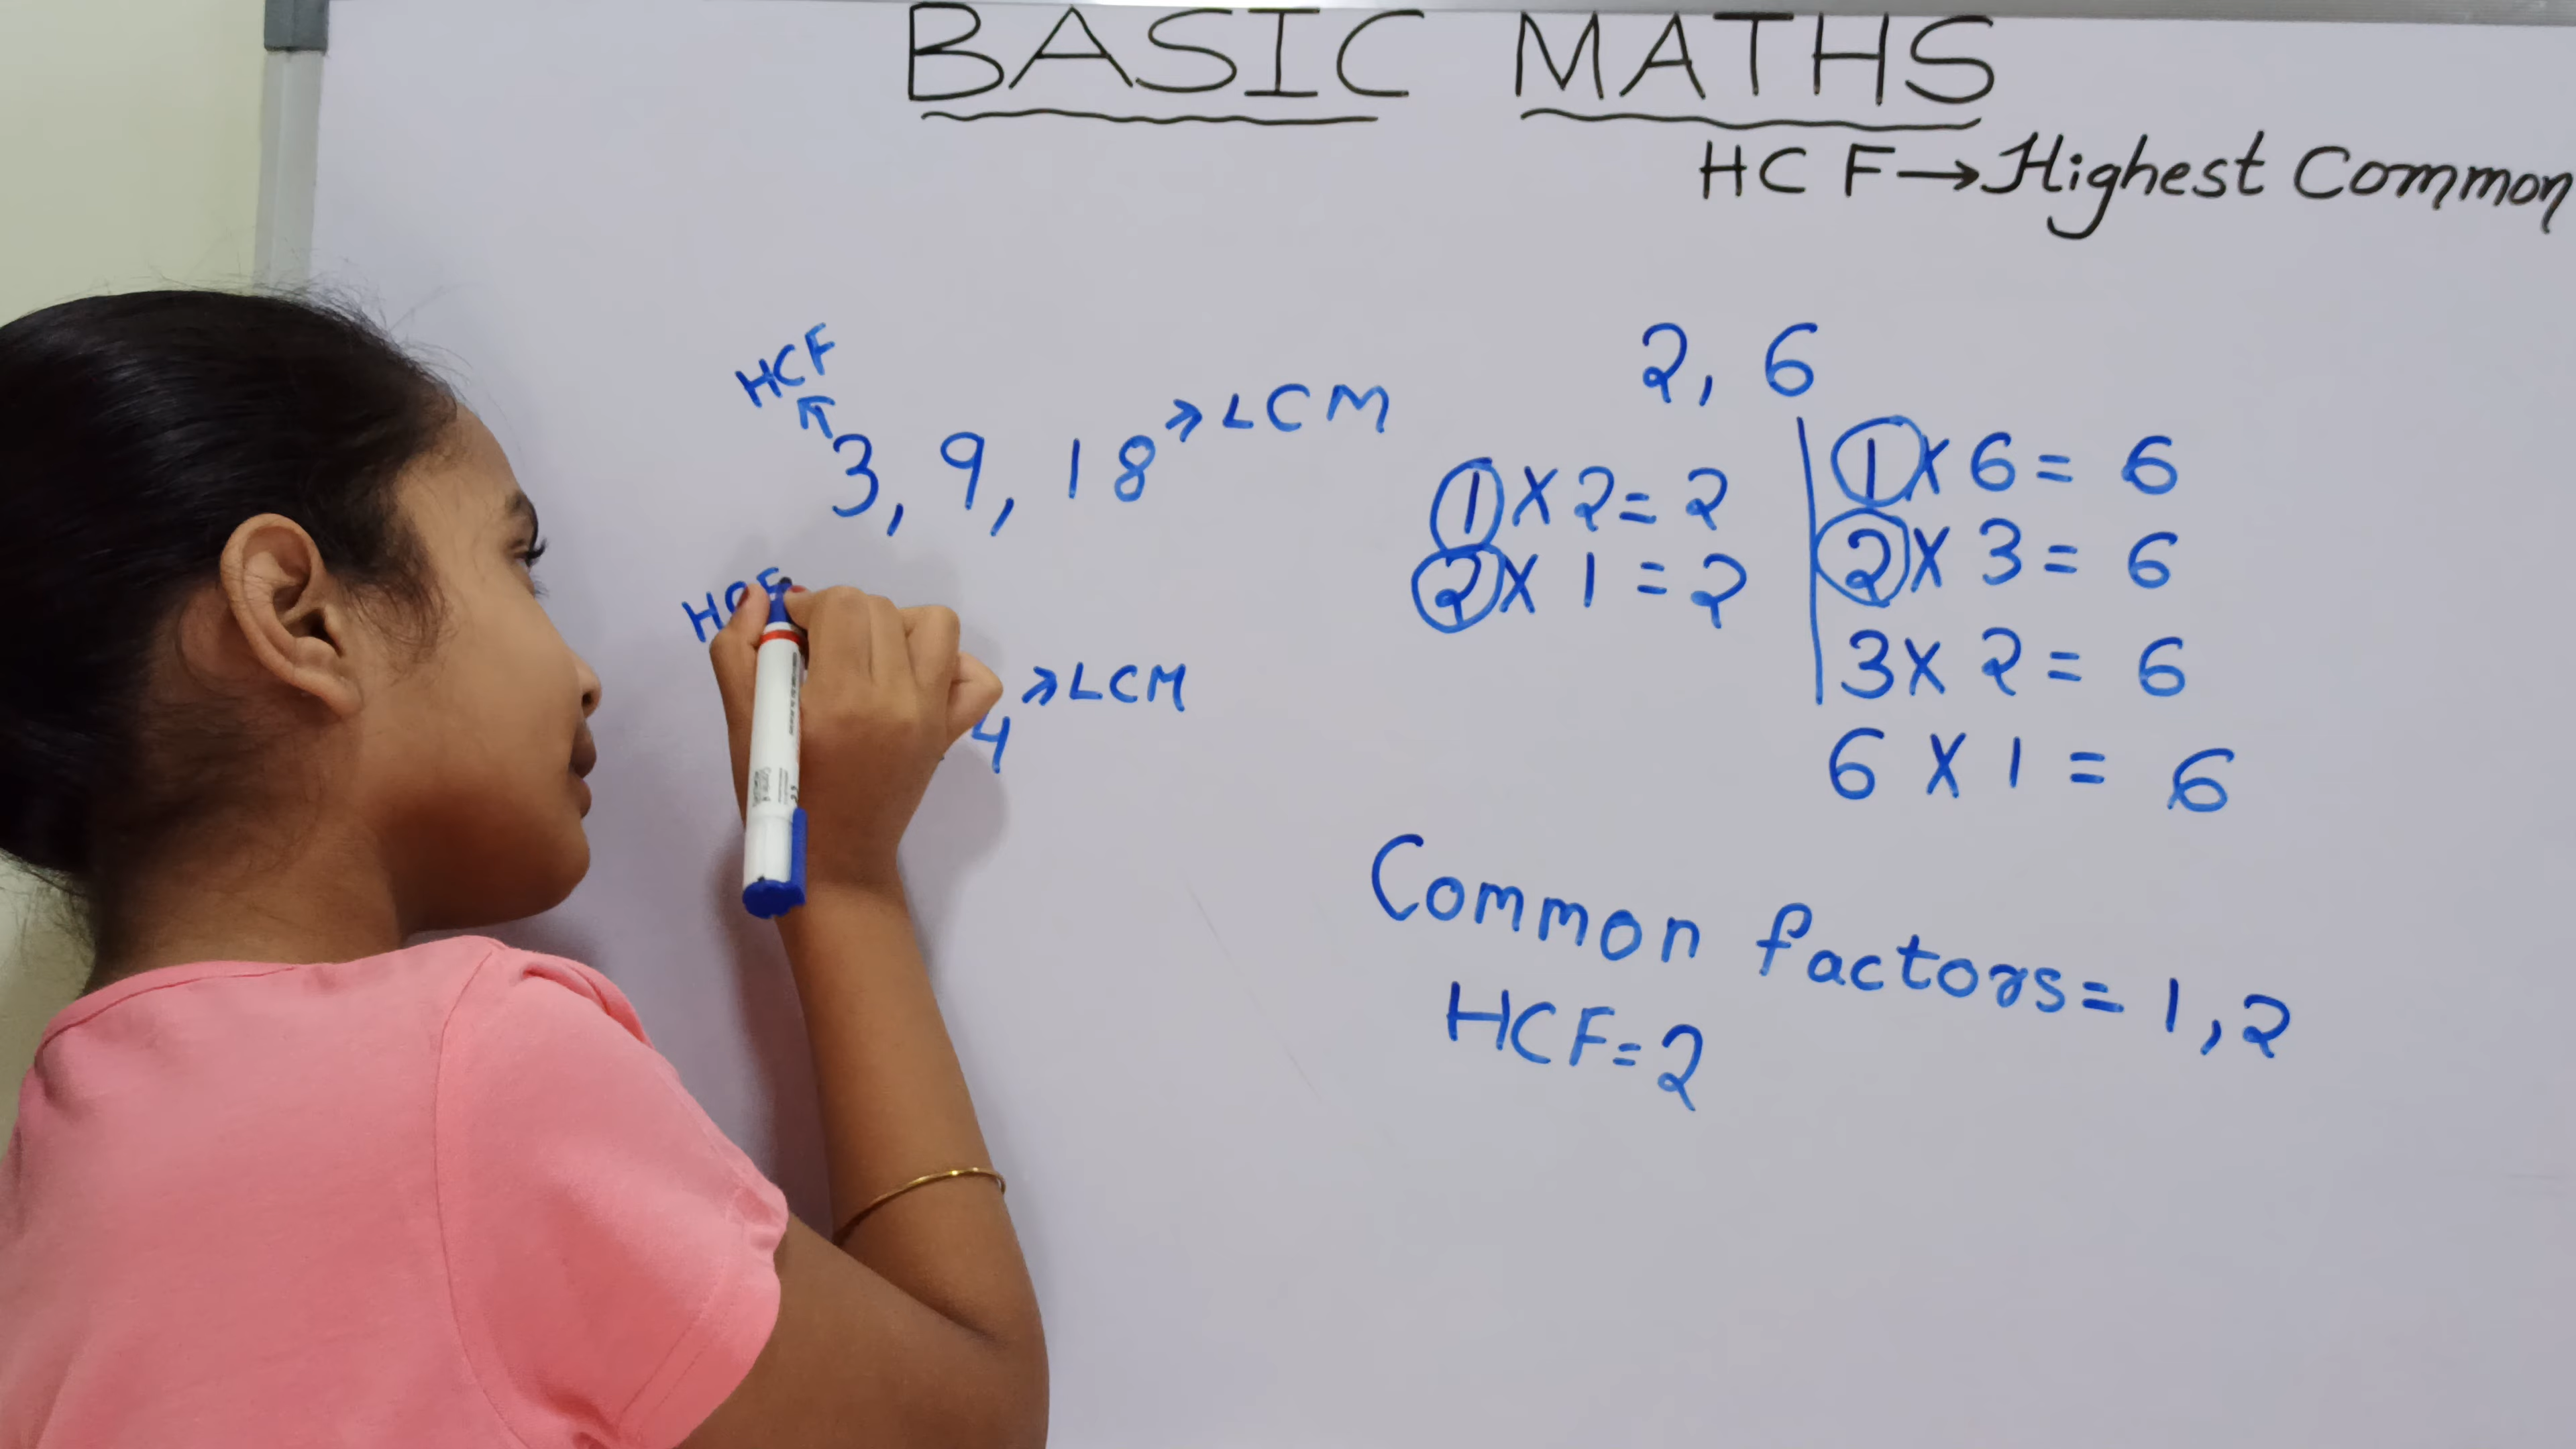 BASIC MATHS
HCF→Highest Common
HCF
↖
3, 9, 18 → LCM
HCF
4 → LCM
2, 6
1 X 2 = 2
2 X 1 = 2
1 X 6 = 6
2 X 3 = 6
3 X 2 = 6
6 X 1 = 6
Common factors = 1, 2
HCF = 2